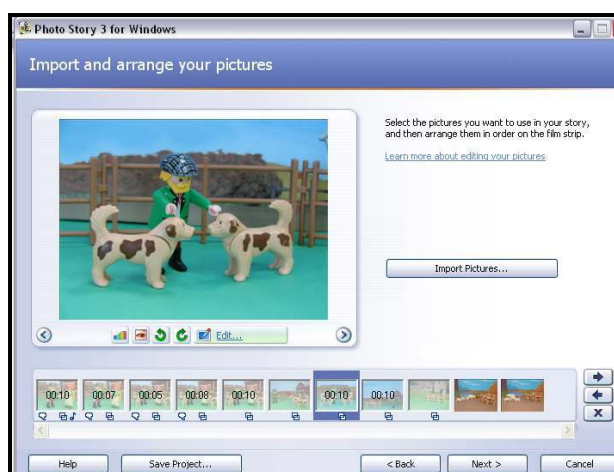 Photo Story 3 for Windows
Import and arrange your pictures
Select the pictures you want to use in your story,
and then arrange them in order on the film strip.
Learn more about editing your pictures
Import Pictures...
Edit...
00:10 00:07 00:05 00:08 00:10 00:10 00:10
Help Save Project... < Back Next > Cancel